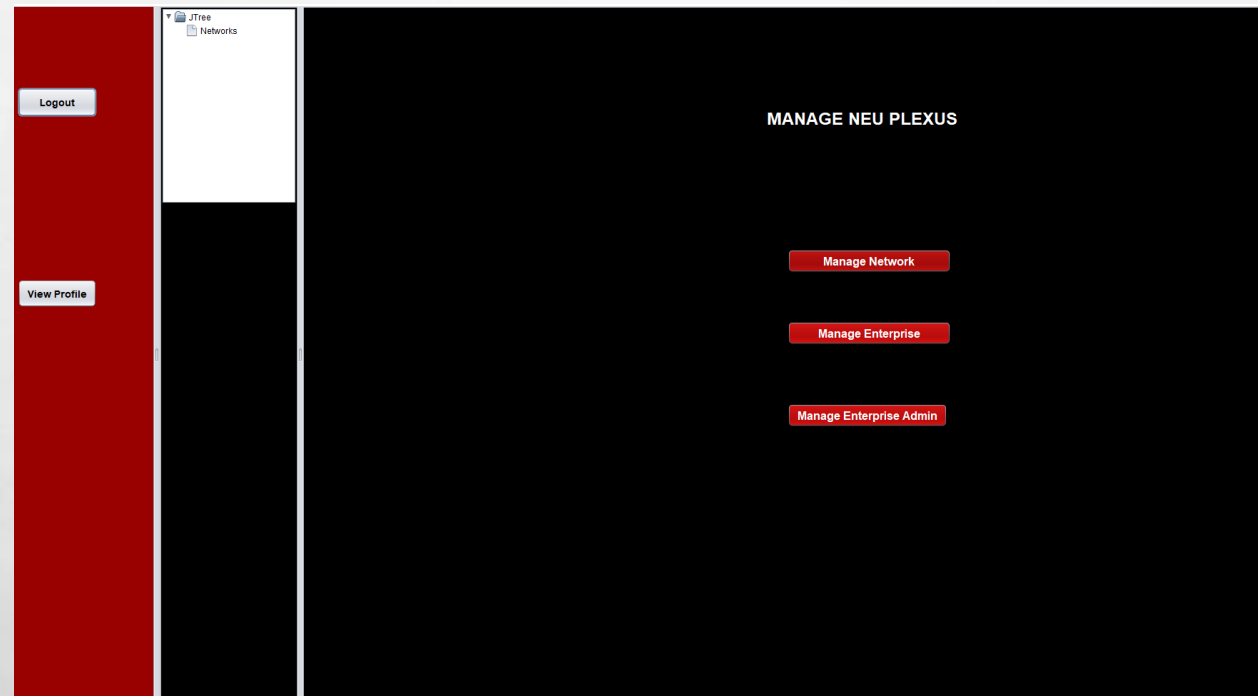 JTree
Networks
Logout
View Profile
MANAGE NEU PLEXUS
Manage Network
Manage Enterprise
Manage Enterprise Admin